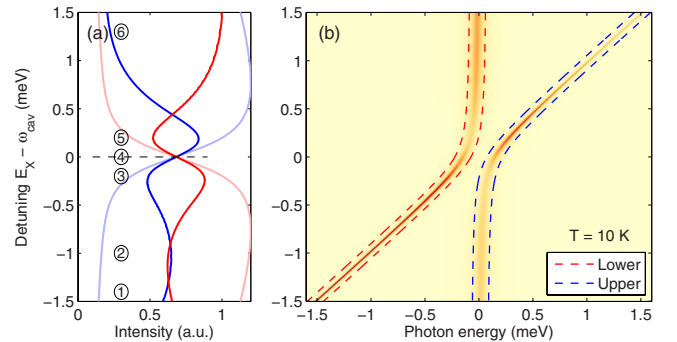 (a)
⑥
⑤
④
③
②
①
1.5
1
0.5
0
−0.5
−1
−1.5
Detuning E_X − ω_cav (meV)
0
0.5
1
Intensity (a.u.)
(b)
T = 10 K
Lower
Upper
−1.5
−1
−0.5
0
0.5
1
1.5
Photon energy (meV)